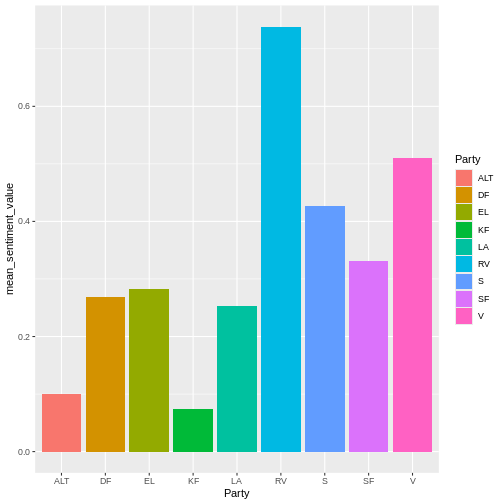 mean_sentiment_value
0.6
0.4
0.2
0.0
ALT DF EL KF LA RV S SF V
Party
Party
ALT
DF
EL
KF
LA
RV
S
SF
V